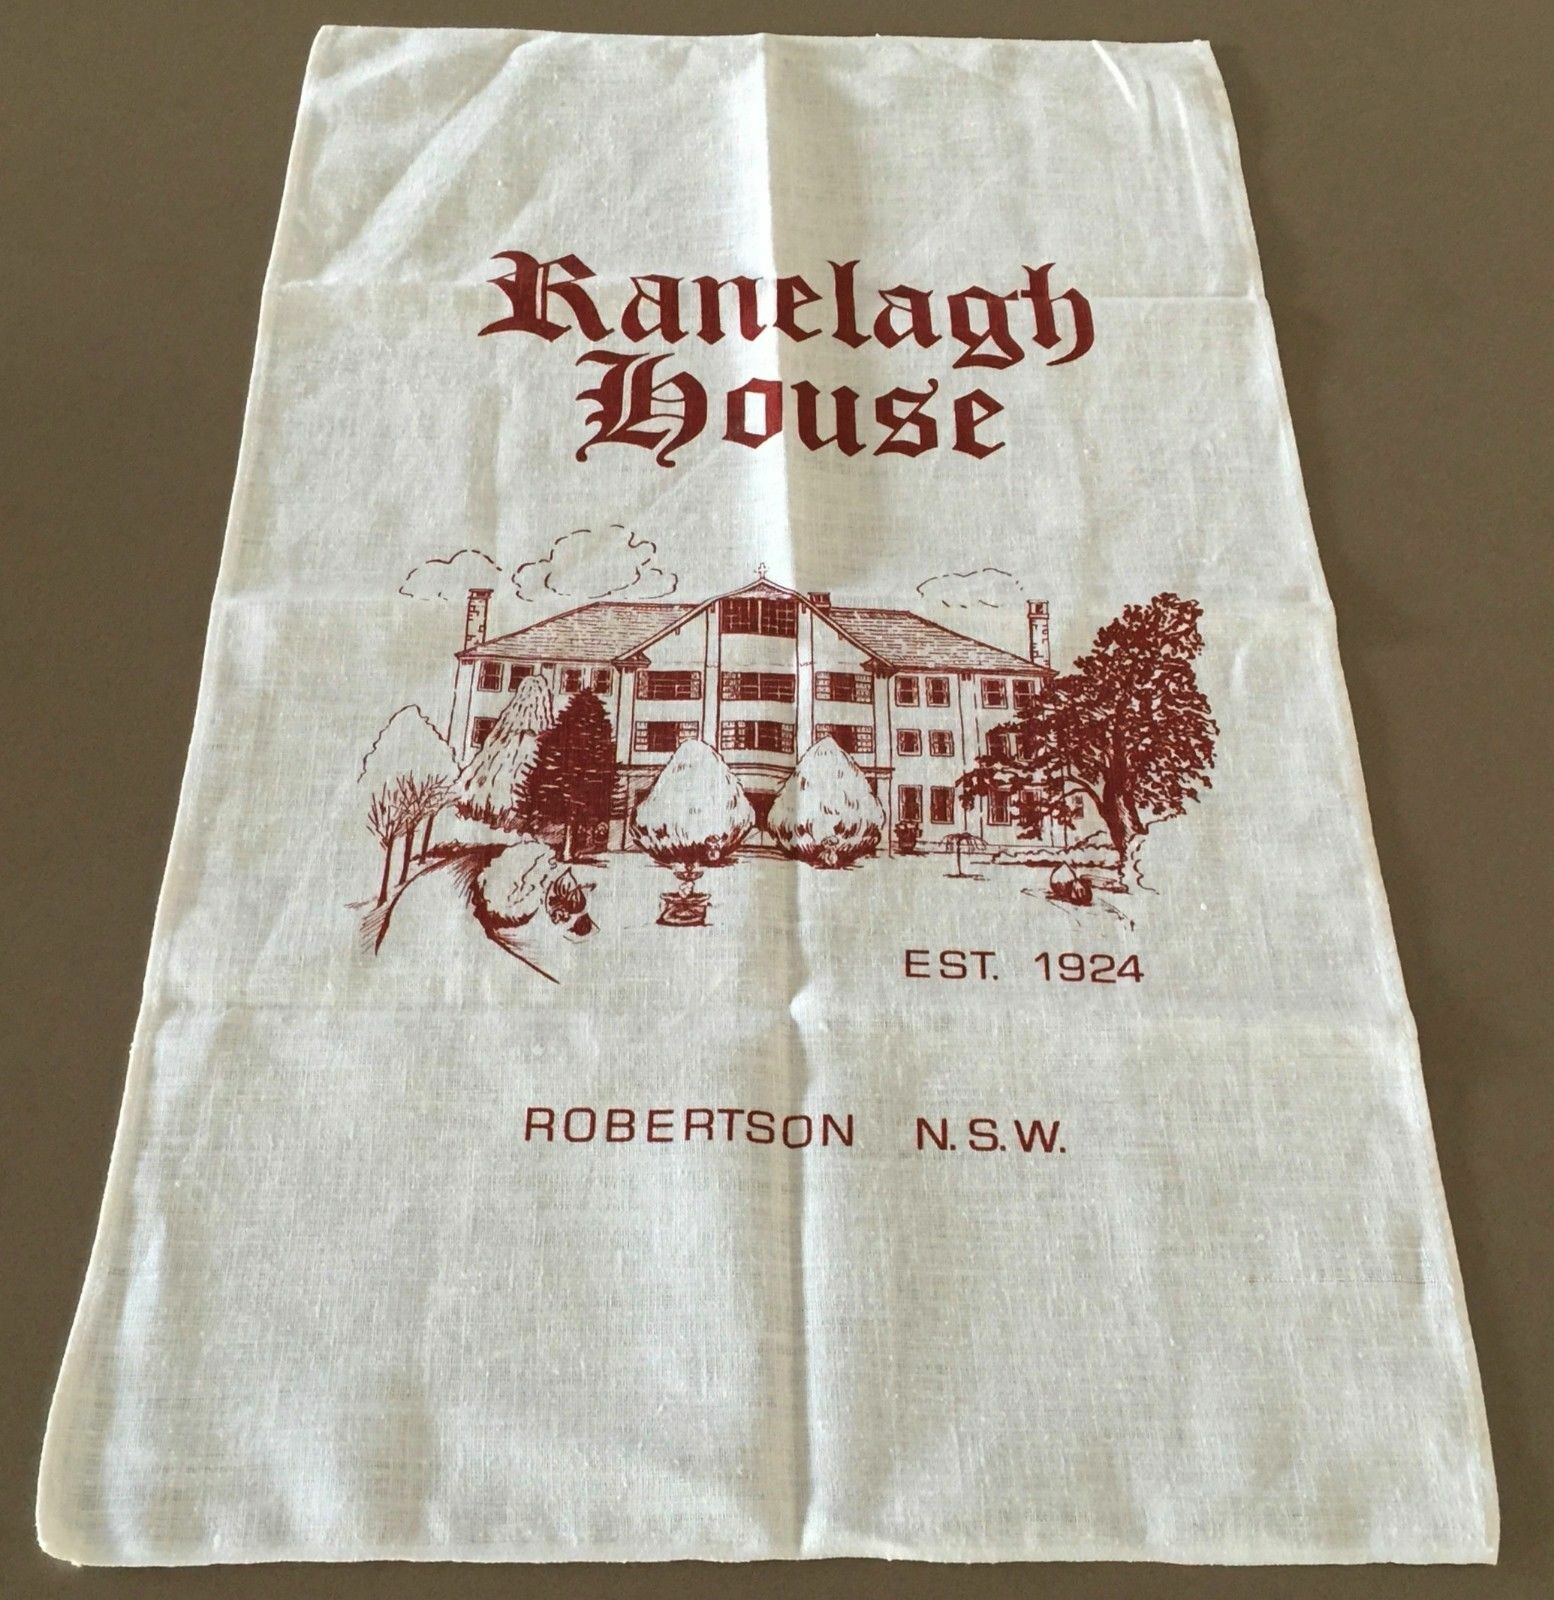 Ranelagh
House
EST. 1924
ROBERTSON N.S.W.